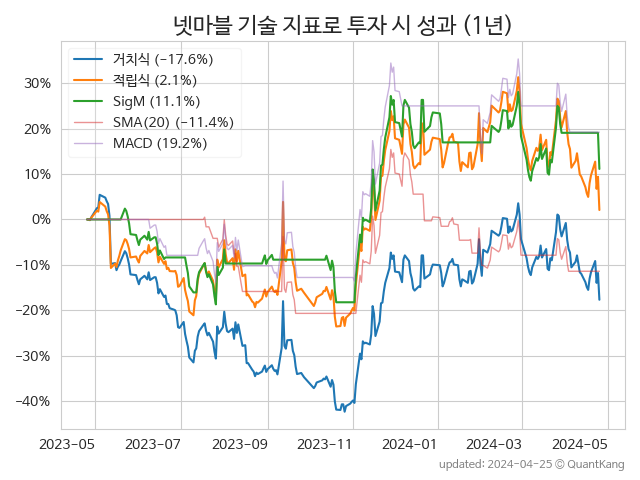 넷마블 기술 지표로 투자 시 성과 (1년)
거치식 (−17.6%)
적립식 (2.1%)
SigM (11.1%)
SMA(20) (−11.4%)
MACD (19.2%)
30%
20%
10%
0%
−10%
−20%
−30%
−40%
2023-05 2023-07 2023-09 2023-11 2024-01 2024-03 2024-05
updated: 2024-04-25 © QuantKang